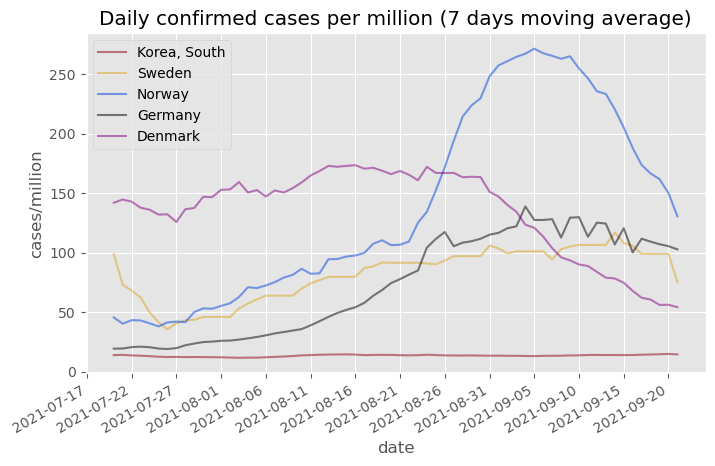 Daily confirmed cases per million (7 days moving average)
Korea, South
Sweden
Norway
Germany
Denmark
250
200
150
100
50
0
cases/million
2021-07-17
2021-07-22
2021-07-27
2021-08-01
2021-08-06
2021-08-11
2021-08-16
2021-08-21
2021-08-26
2021-08-31
2021-09-05
2021-09-10
2021-09-15
2021-09-20
date